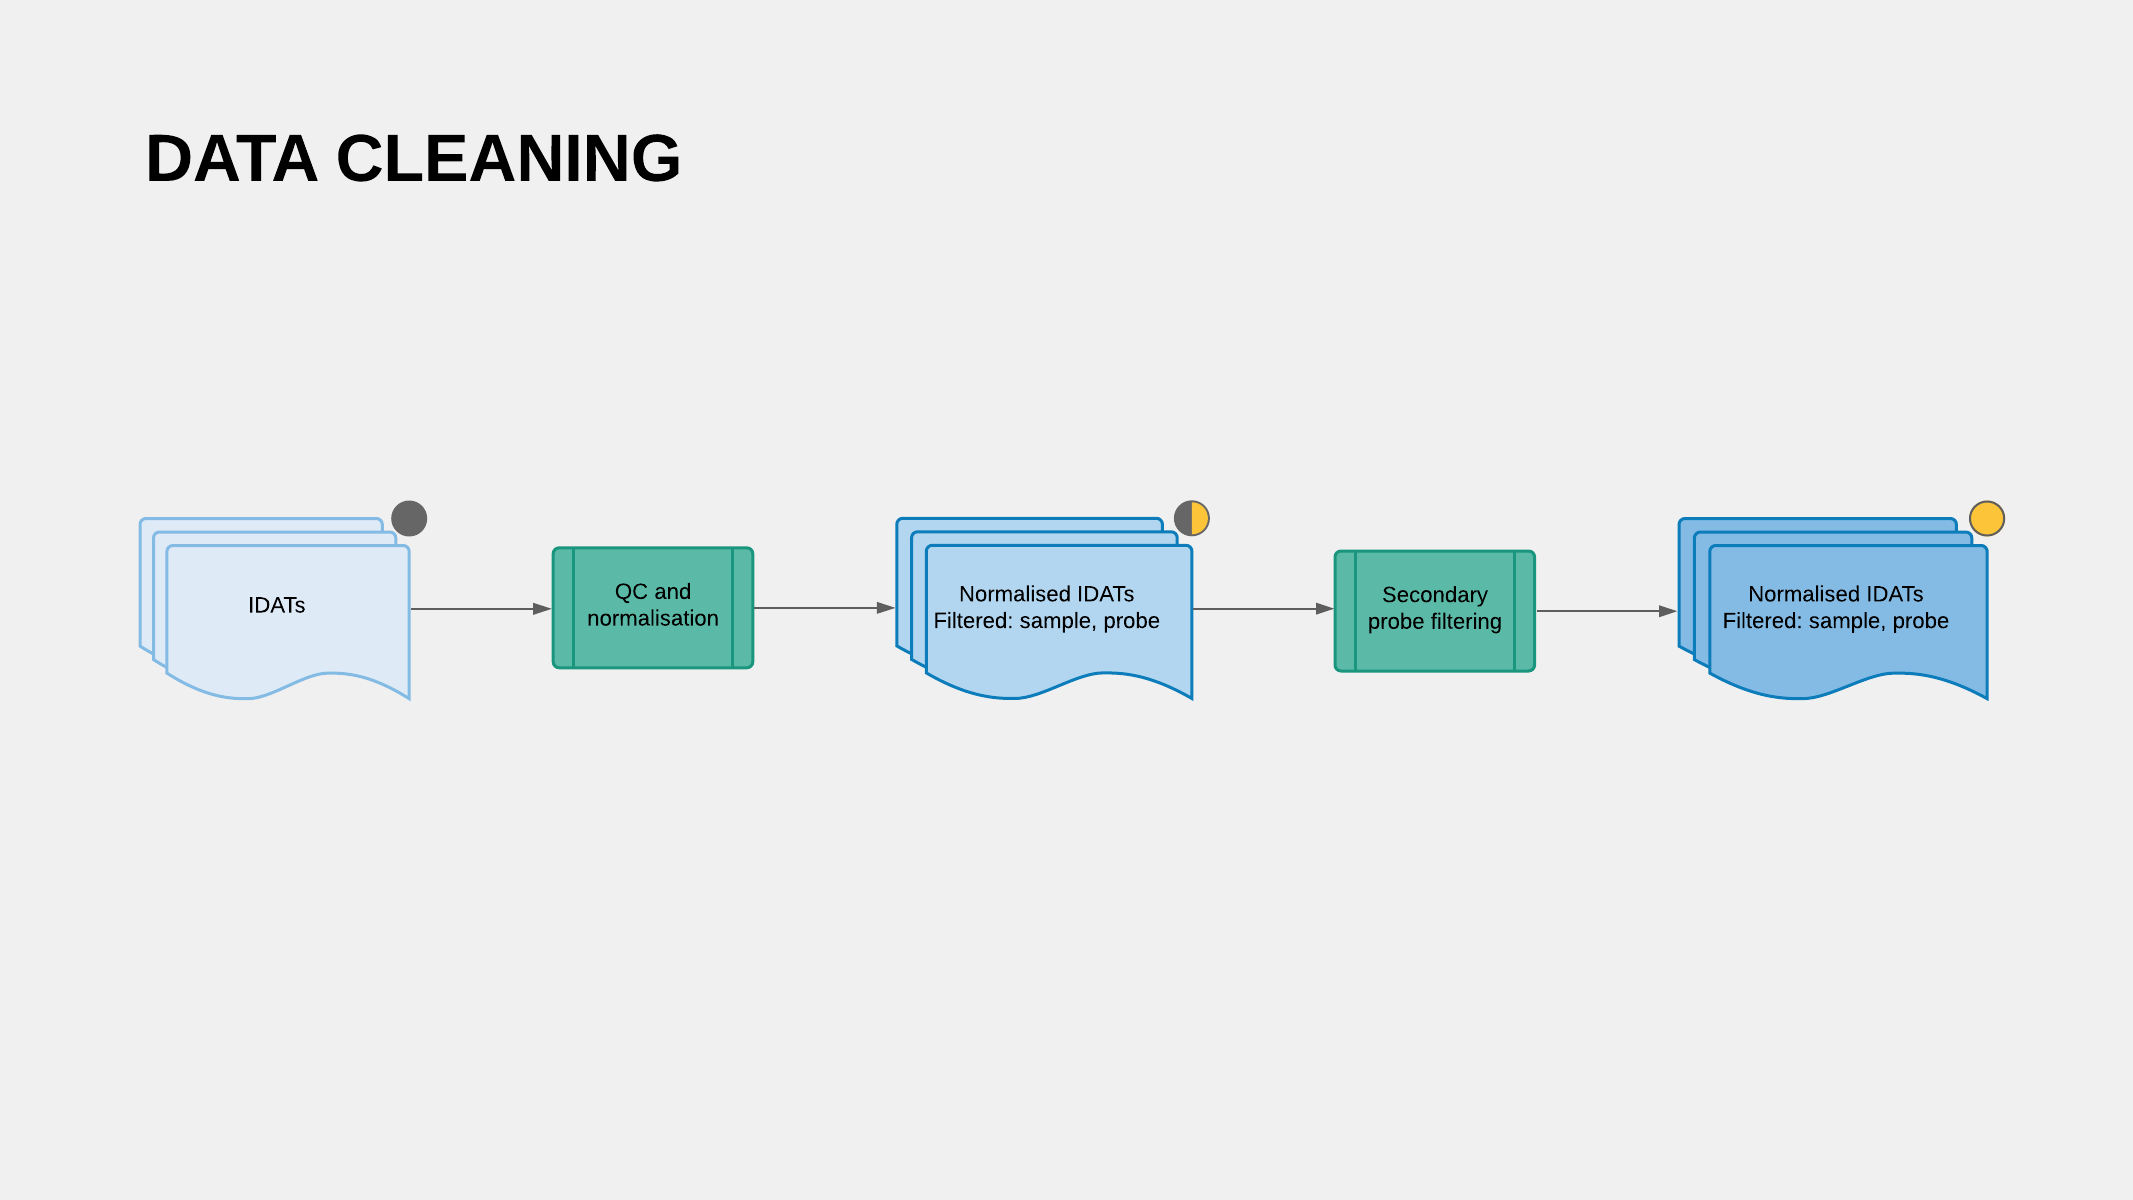 DATA CLEANING
IDATs
QC and
normalisation
Normalised IDATs
Filtered: sample, probe
Secondary
probe filtering
Normalised IDATs
Filtered: sample, probe